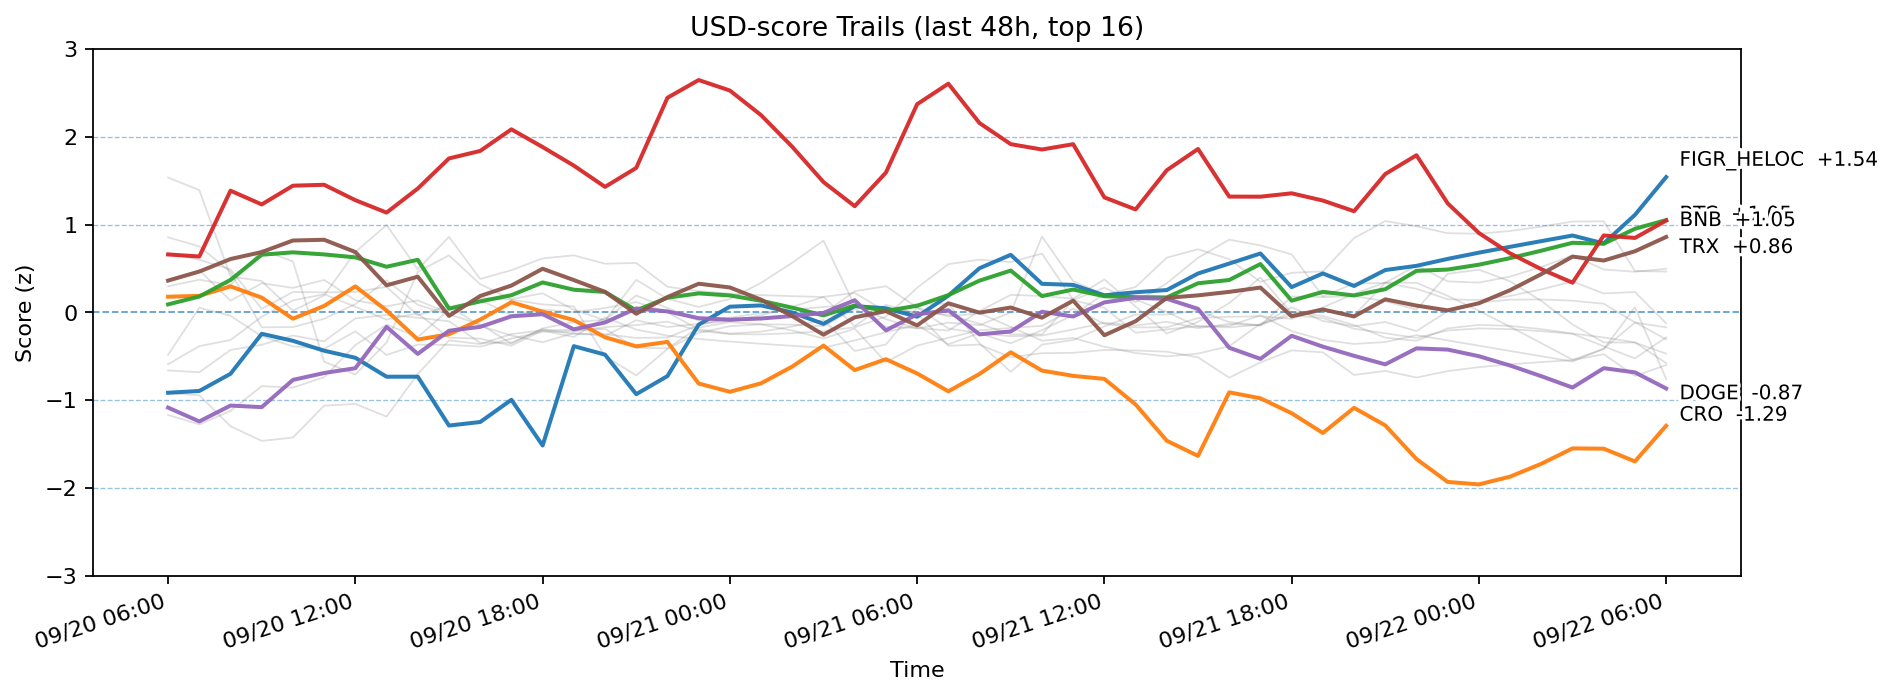 USD-score Trails (last 48h, top 16)
Score (z)
3
2
1
0
−1
−2
−3
FIGR_HELOC +1.54
BNB +1.05
TRX +0.86
DOGE -0.87
CRO -1.29
09/20 06:00
09/20 12:00
09/20 18:00
09/21 00:00
09/21 06:00
09/21 12:00
09/21 18:00
09/22 00:00
09/22 06:00
Time